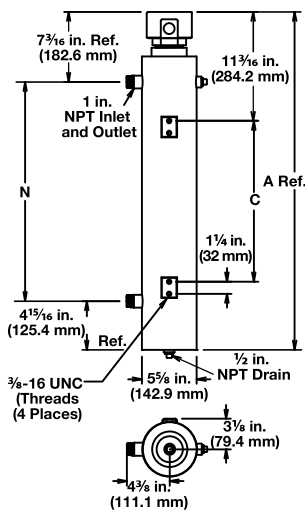 7³⁄₁₆ in. Ref.
(182.6 mm)
11³⁄₁₆ in.
(284.2 mm)
1 in.
NPT Inlet
and Outlet
N
C
A Ref.
1¼ in.
(32 mm)
4¹⁵⁄₁₆ in.
(125.4 mm)
Ref.
½ in.
NPT Drain
⅜-16 UNC
(Threads
(4 Places)
5⅝ in.
(142.9 mm)
3⅛ in.
(79.4 mm)
4⅜ in.
(111.1 mm)